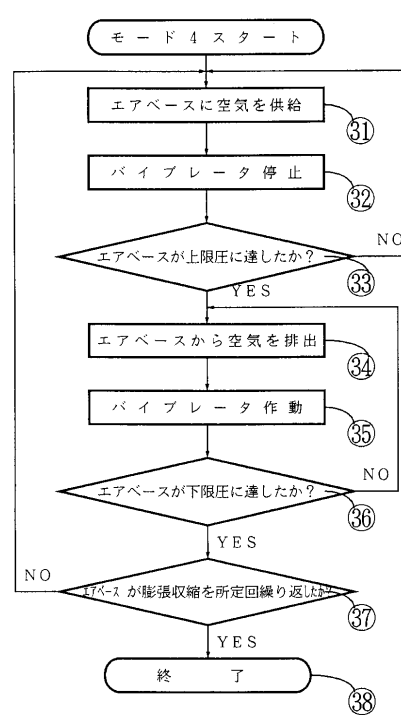 モード4スタート
エアベースに空気を供給
㉛
バイブレータ停止
㉜
エアベースが上限圧に達したか?
NO
㉝
YES
エアベースから空気を排出
㉞
バイブレータ作動
㉟
エアベースが下限圧に達したか?
NO
㊱
YES
NO
エアベースが膨張収縮を所定回繰り返したか?
㊲
YES
終了
㊳